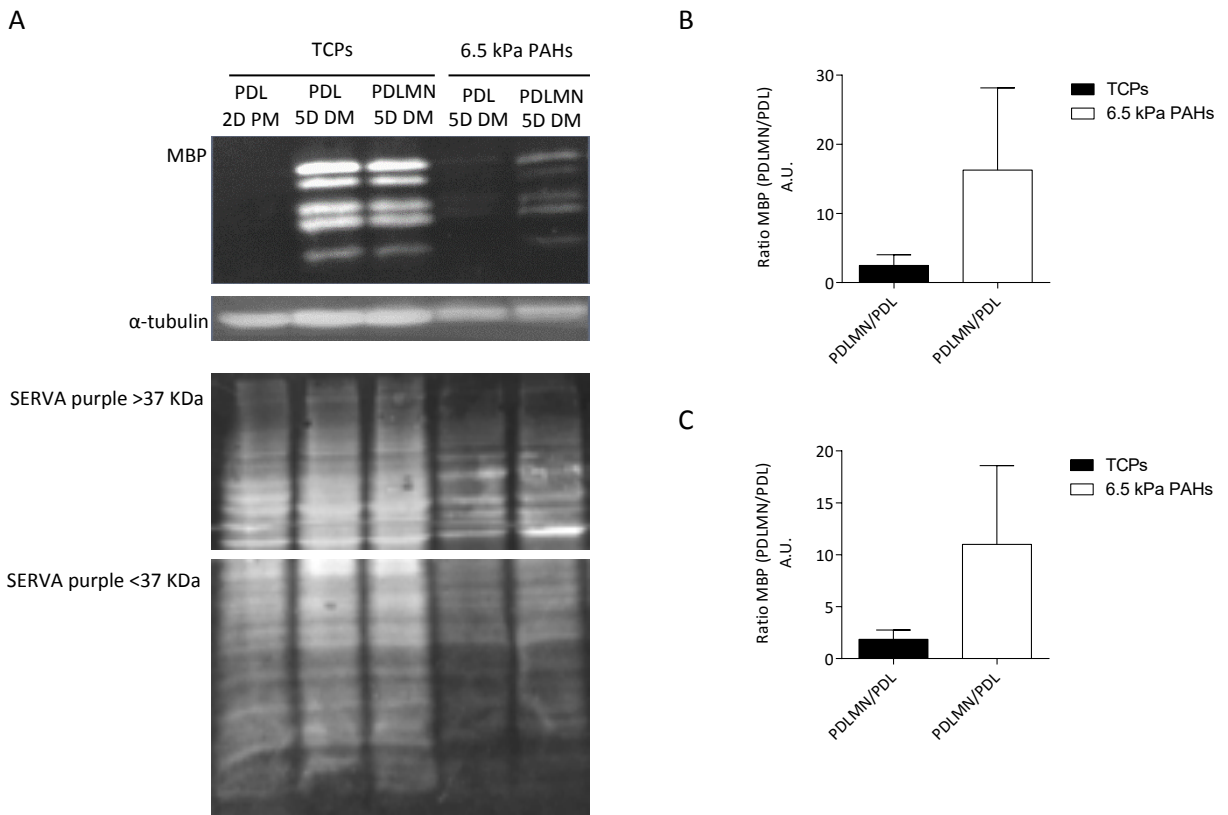 A
TCPs
6.5 kPa PAHs
PDL
2D PM
PDL
5D DM
PDLMN
5D DM
PDL
5D DM
PDLMN
5D DM
MBP
α-tubulin
SERVA purple >37 KDa
SERVA purple <37 KDa
B
Ratio MBP (PDLMN/PDL)
A.U.
30
20
10
0
PDLMN/PDL
PDLMN/PDL
TCPs
6.5 kPa PAHs
C
Ratio MBP (PDLMN/PDL)
A.U.
20
15
10
5
0
PDLMN/PDL
PDLMN/PDL
TCPs
6.5 kPa PAHs